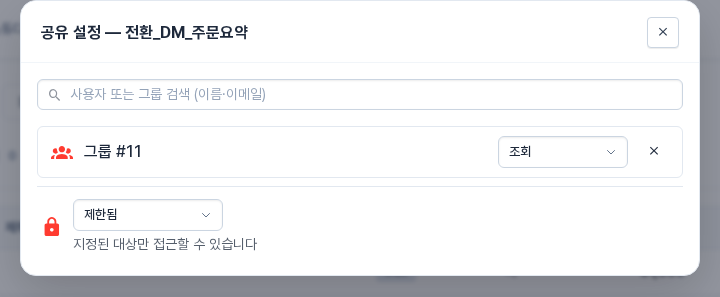 공유 설정 — 전환_DM_주문요약
사용자 또는 그룹 검색 (이름·이메일)
그룹 #11
조회
제한됨
지정된 대상만 접근할 수 있습니다